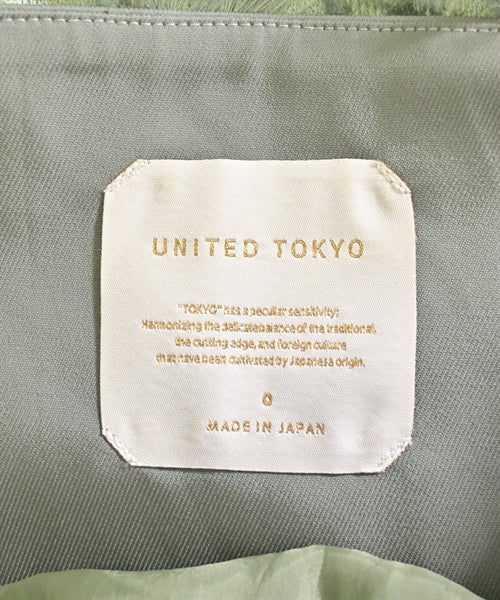 UNITED TOKYO
"TOKYO" has a peculiar sensitivity:
Harmonizing the delicate balance of the traditional,
the cutting edge, and foreign culture
that have been cultivated by Japanese origin.
0
MADE IN JAPAN